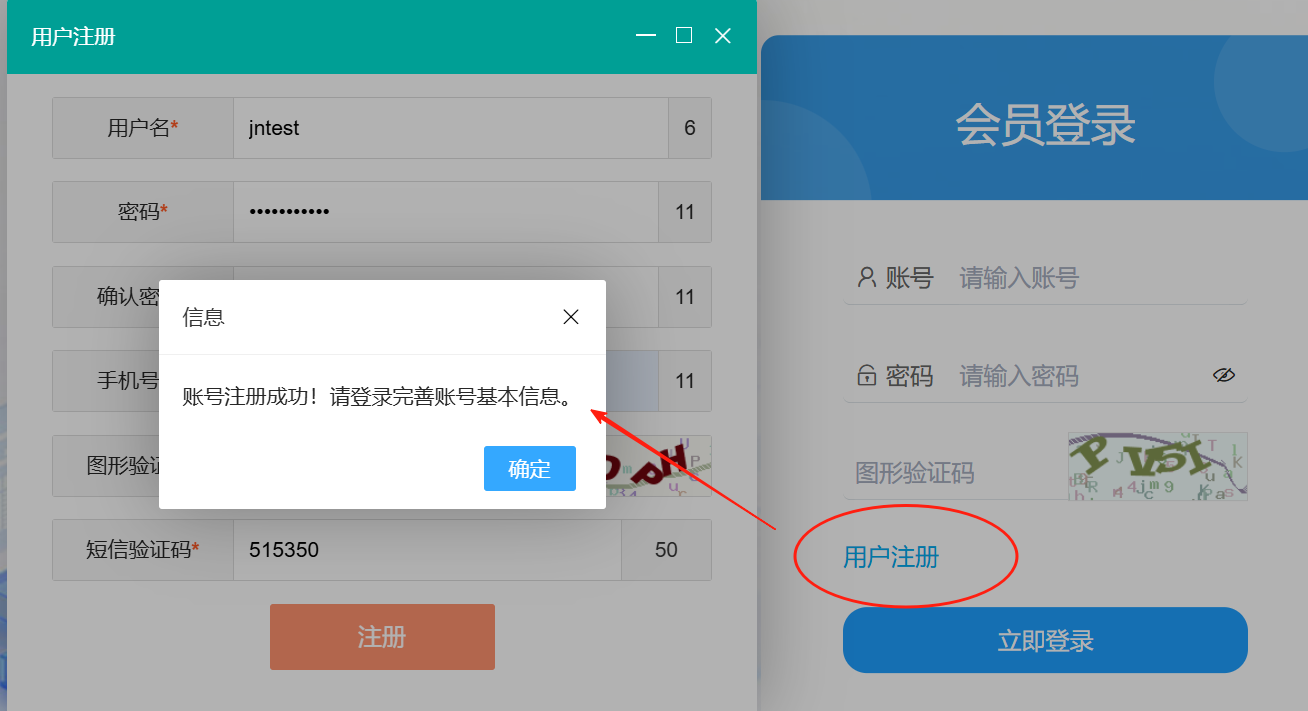 用户注册
用户名* jntest 6
密码* ••••••••••• 11
确认密 11
手机号 11
图形验证
短信验证码* 515350 50
注册
信息
账号注册成功！请登录完善账号基本信息。
确定
会员登录
账号 请输入账号
密码 请输入密码
图形验证码 PVSI
用户注册
立即登录